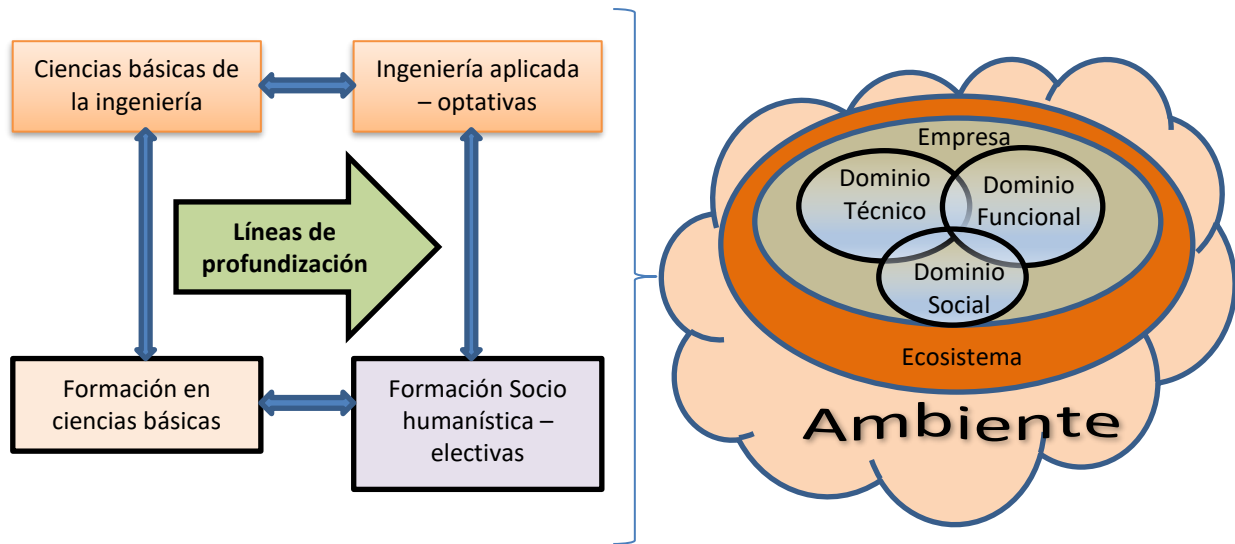 Ciencias básicas de
la ingeniería
Ingeniería aplicada
– optativas
Líneas de
profundización
Formación en
ciencias básicas
Formación Socio
humanística –
electivas
Empresa
Dominio
Técnico
Dominio
Funcional
Dominio
Social
Ecosistema
Ambiente